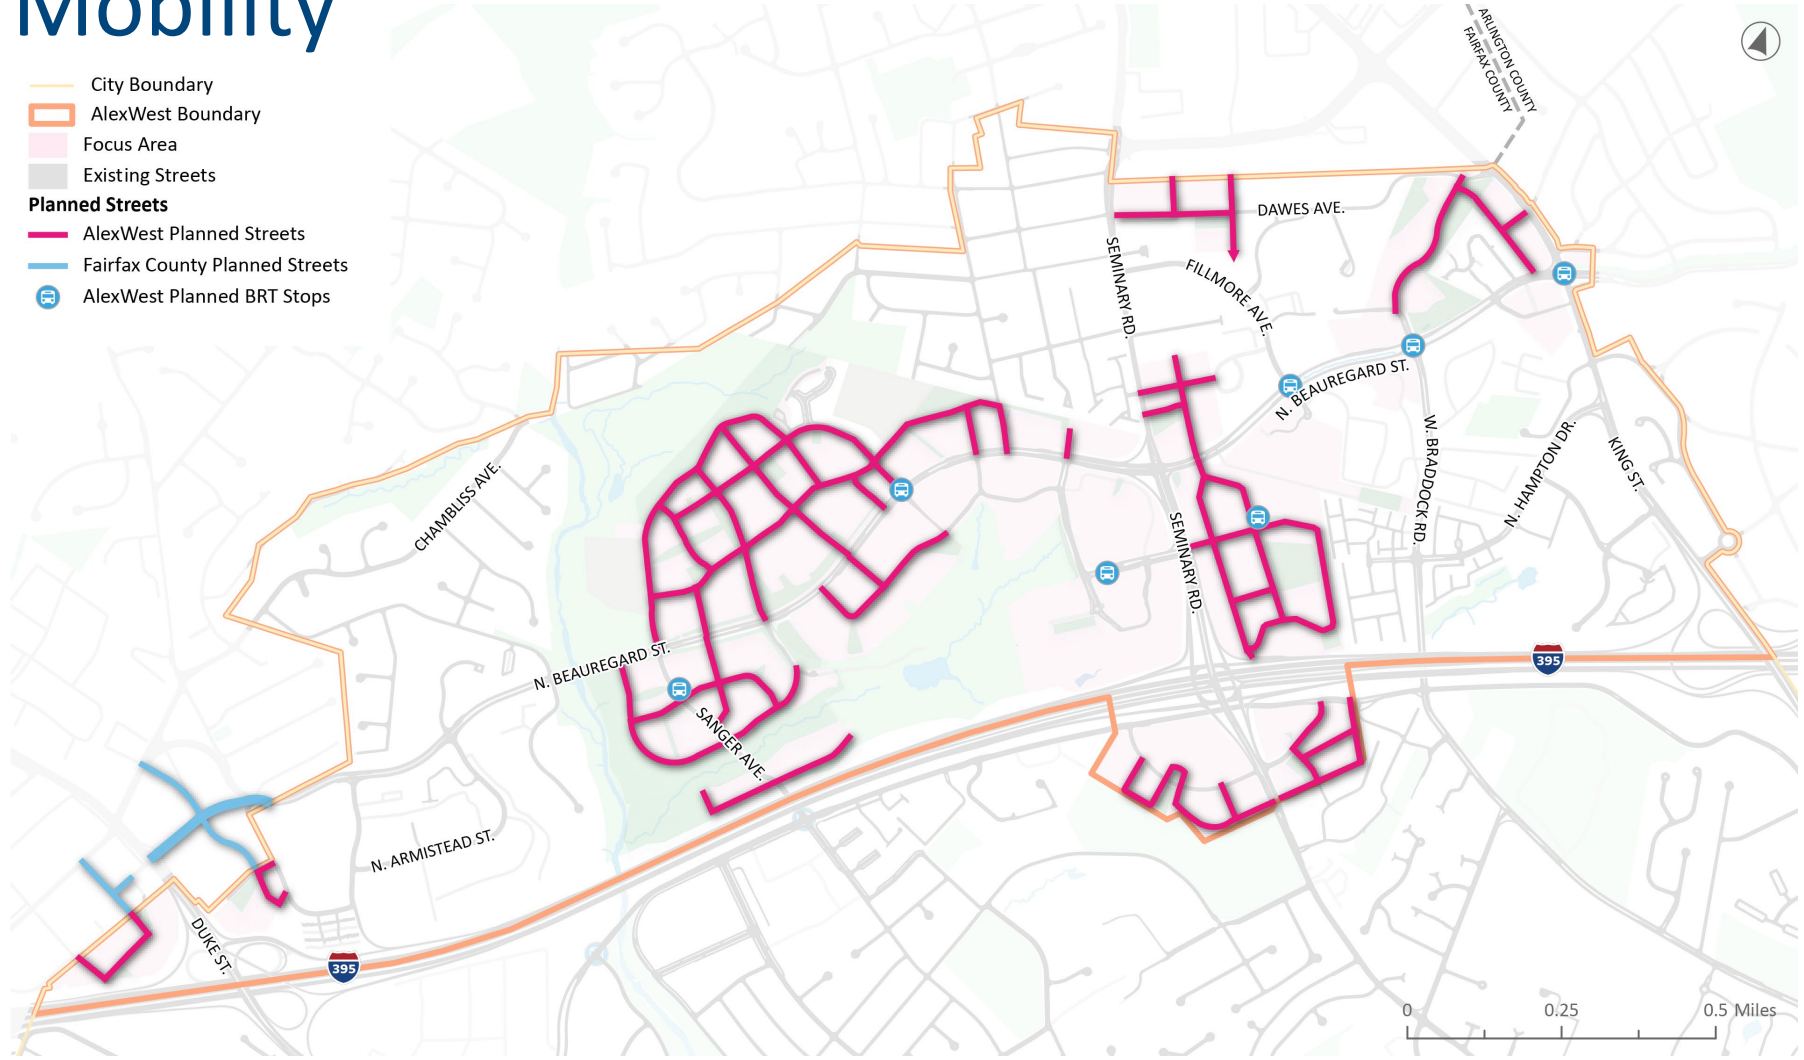 Mobility
City Boundary
AlexWest Boundary
Focus Area
Existing Streets
Planned Streets
AlexWest Planned Streets
Fairfax County Planned Streets
AlexWest Planned BRT Stops
ARLINGTON COUNTY
FAIRFAX COUNTY
DAWES AVE.
SEMINARY RD.
FILLMORE AVE.
N. BEAUREGARD ST.
W. BRADDOCK RD.
N. HAMPTON DR.
KING ST.
CHAMBLISS AVE.
SEMINARY RD.
N. BEAUREGARD ST.
395
SANGER AVE.
N. ARMISTEAD ST.
DUKE ST.
395
0 0.25 0.5 Miles